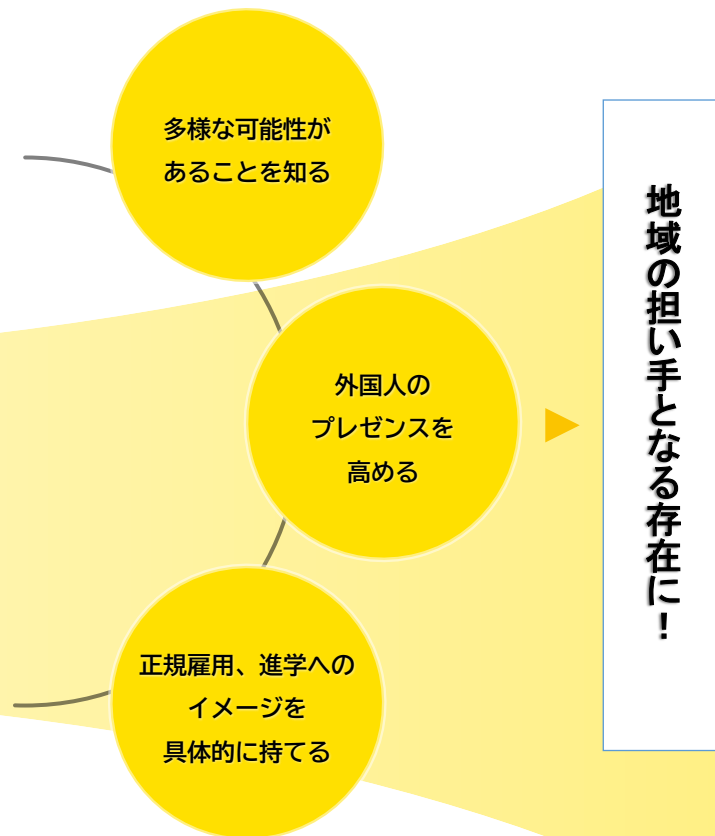 多様な可能性が
あることを知る
外国人の
プレゼンスを
高める
正規雇用、進学への
イメージを
具体的に持てる
地域の担い手となる存在に！